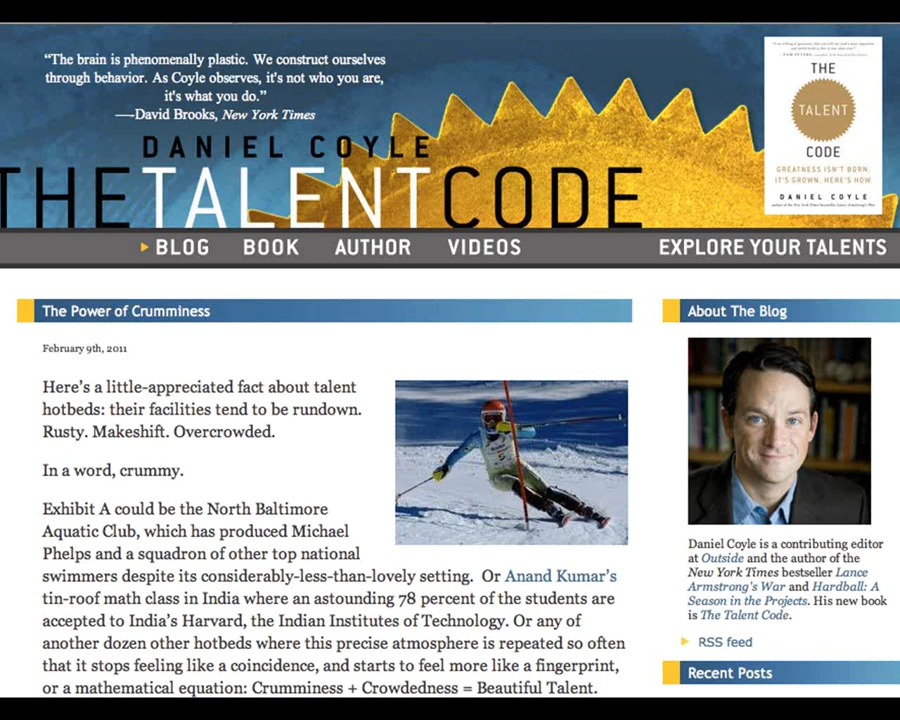 “The brain is phenomenally plastic. We construct ourselves
through behavior. As Coyle observes, it's not who you are,
it's what you do.”
—-David Brooks, New York Times
DANIEL COYLE
THE TALENT CODE
THE
TALENT
CODE
GREATNESS ISN'T BORN.
IT'S GROWN. HERE'S HOW.
DANIEL COYLE
BLOG
BOOK
AUTHOR
VIDEOS
EXPLORE YOUR TALENTS
The Power of Crumminess
February 9th, 2011
Here’s a little-appreciated fact about talent
hotbeds: their facilities tend to be rundown.
Rusty. Makeshift. Overcrowded.
In a word, crummy.
Exhibit A could be the North Baltimore
Aquatic Club, which has produced Michael
Phelps and a squadron of other top national
swimmers despite its considerably-less-than-lovely setting.  Or Anand Kumar’s
tin-roof math class in India where an astounding 78 percent of the students are
accepted to India’s Harvard, the Indian Institutes of Technology. Or any of
another dozen other hotbeds where this precise atmosphere is repeated so often
that it stops feeling like a coincidence, and starts to feel more like a fingerprint,
or a mathematical equation: Crumminess + Crowdedness = Beautiful Talent.
About The Blog
Daniel Coyle is a contributing editor
at Outside and the author of the
New York Times bestseller Lance
Armstrong's War and Hardball: A
Season in the Projects. His new book
is The Talent Code.
RSS feed
Recent Posts